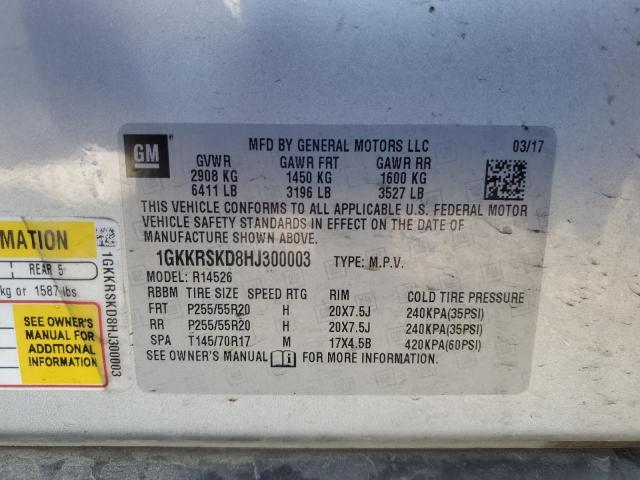 GM
MFD BY GENERAL MOTORS LLC 03/17
GVWR GAWR FRT GAWR RR
2908 KG 1450 KG 1600 KG
6411 LB 3196 LB 3527 LB
THIS VEHICLE CONFORMS TO ALL APPLICABLE U.S. FEDERAL MOTOR
VEHICLE SAFETY STANDARDS IN EFFECT ON THE DATE OF
MANUFACTURE SHOWN ABOVE.
1GKKRSKD8HJ300003 TYPE: M.P.V.
MODEL: R14526
RBBM TIRE SIZE SPEED RTG RIM COLD TIRE PRESSURE
FRT P255/55R20 H 20X7.5J 240KPA(35PSI)
RR P255/55R20 H 20X7.5J 240KPA(35PSI)
SPA T145/70R17 M 17X4.5B 420KPA(60PSI)
SEE OWNER'S MANUAL FOR MORE INFORMATION.
REAR 5
kg or 1587 lbs
SEE OWNER'S
MANUAL FOR
ADDITIONAL
INFORMATION
1GKKRSKD8HJ300003